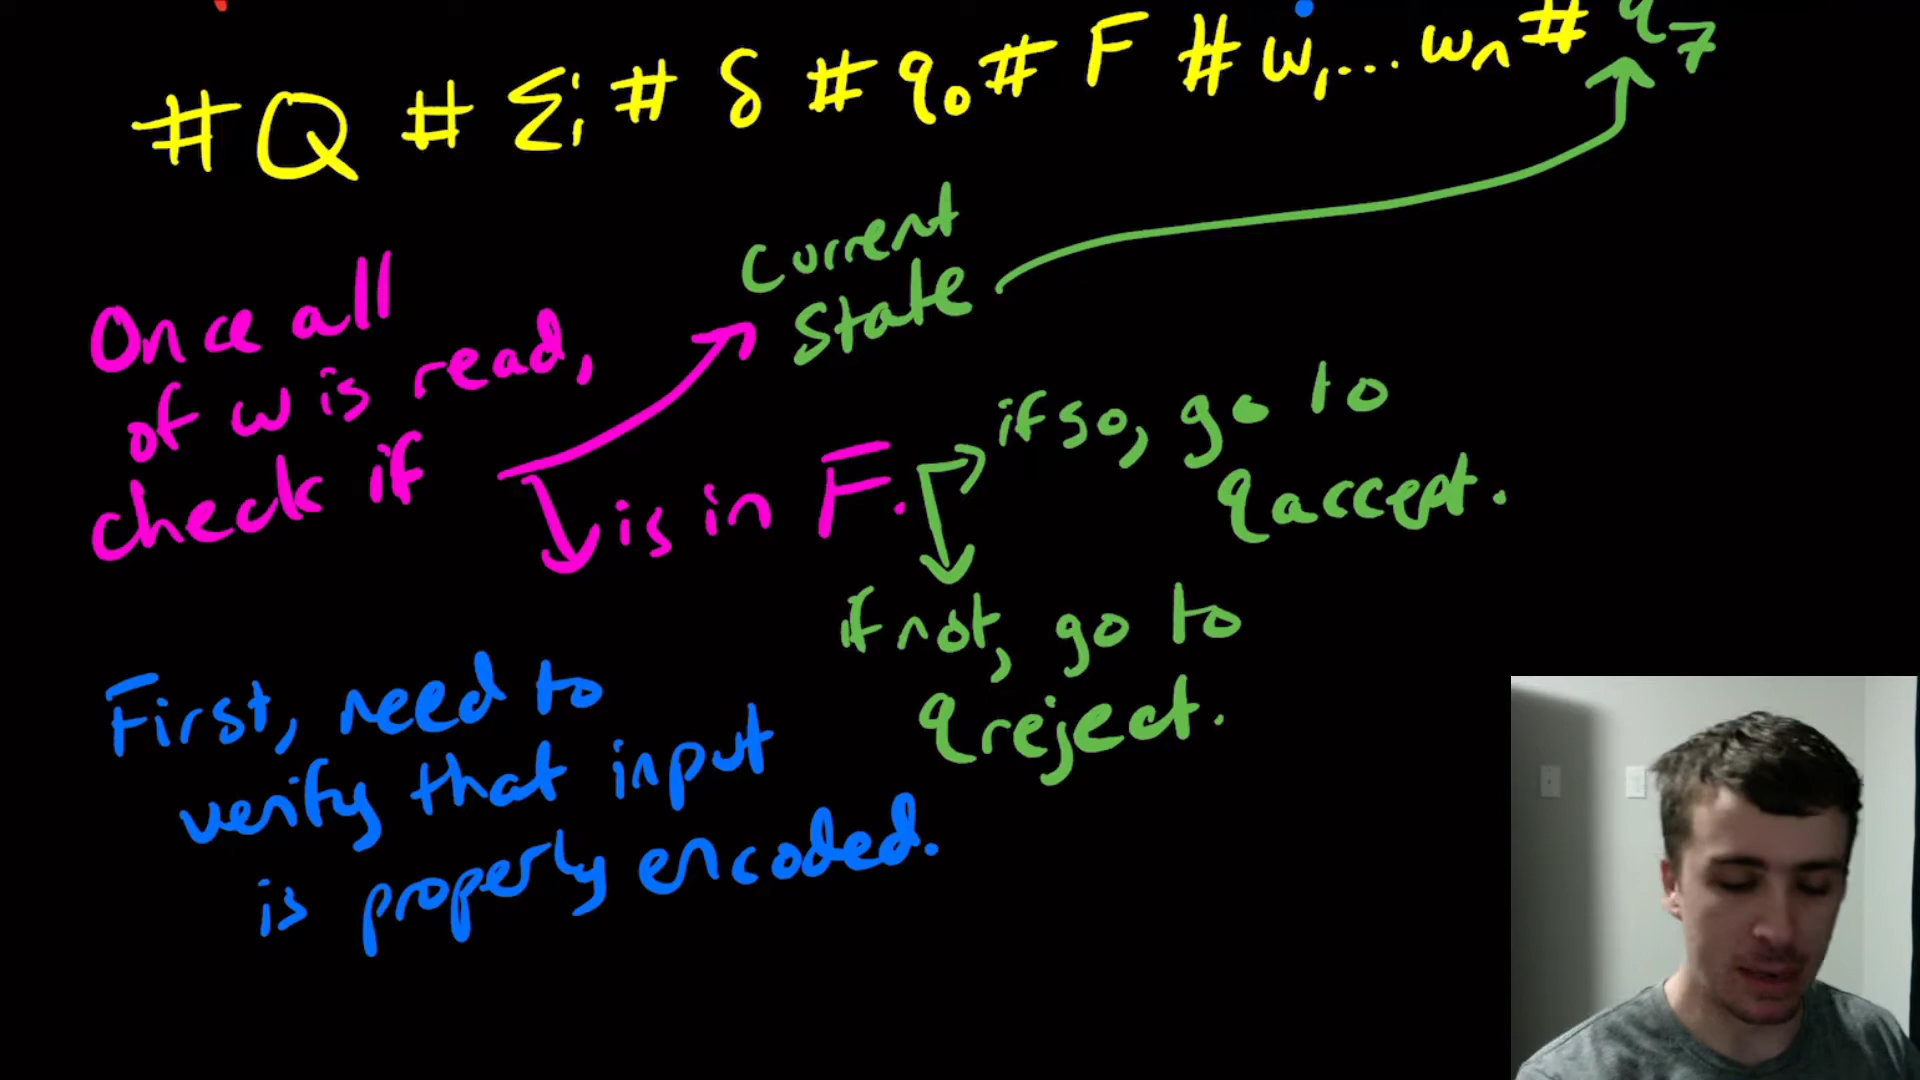 # Q # Σ # δ # q0 # F # w1...wn # q7
Current
State
Once all
of w is read,
check if
is in F.
if so, go to
qaccept.
if not, go to
qreject.
First, need to
verify that input
is properly encoded.